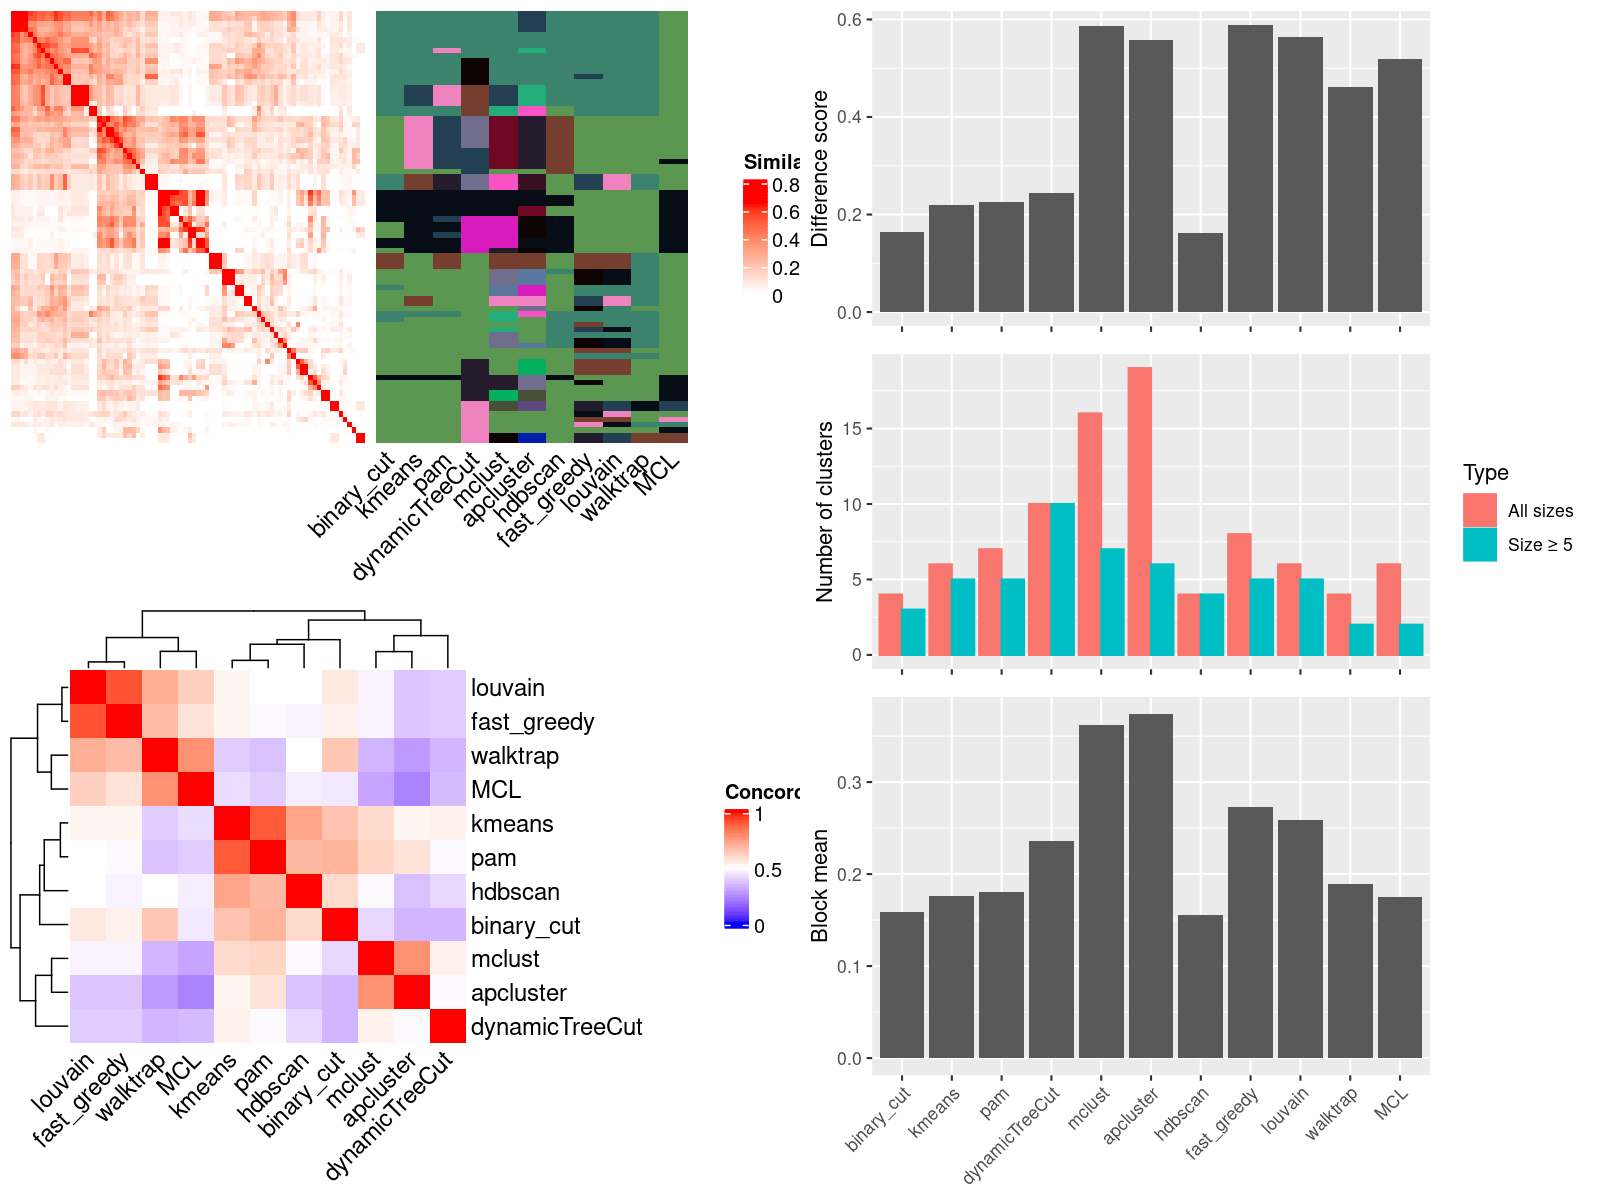 Simila
0.8
0.6
0.4
0.2
0
binary_cut
kmeans
pam
dynamicTreeCut
mclust
apcluster
hdbscan
fast_greedy
louvain
walktrap
MCL
louvain
fast_greedy
walktrap
MCL
kmeans
pam
hdbscan
binary_cut
mclust
apcluster
dynamicTreeCut
louvain
fast_greedy
walktrap
MCL
kmeans
pam
hdbscan
binary_cut
mclust
apcluster
dynamicTreeCut
Concord
1
0.5
0
Difference score
0.6
0.4
0.2
0.0
Number of clusters
15
10
5
0
Type
All sizes
Size ≥ 5
Block mean
0.3
0.2
0.1
0.0
binary_cut
kmeans
pam
dynamicTreeCut
mclust
apcluster
hdbscan
fast_greedy
louvain
walktrap
MCL